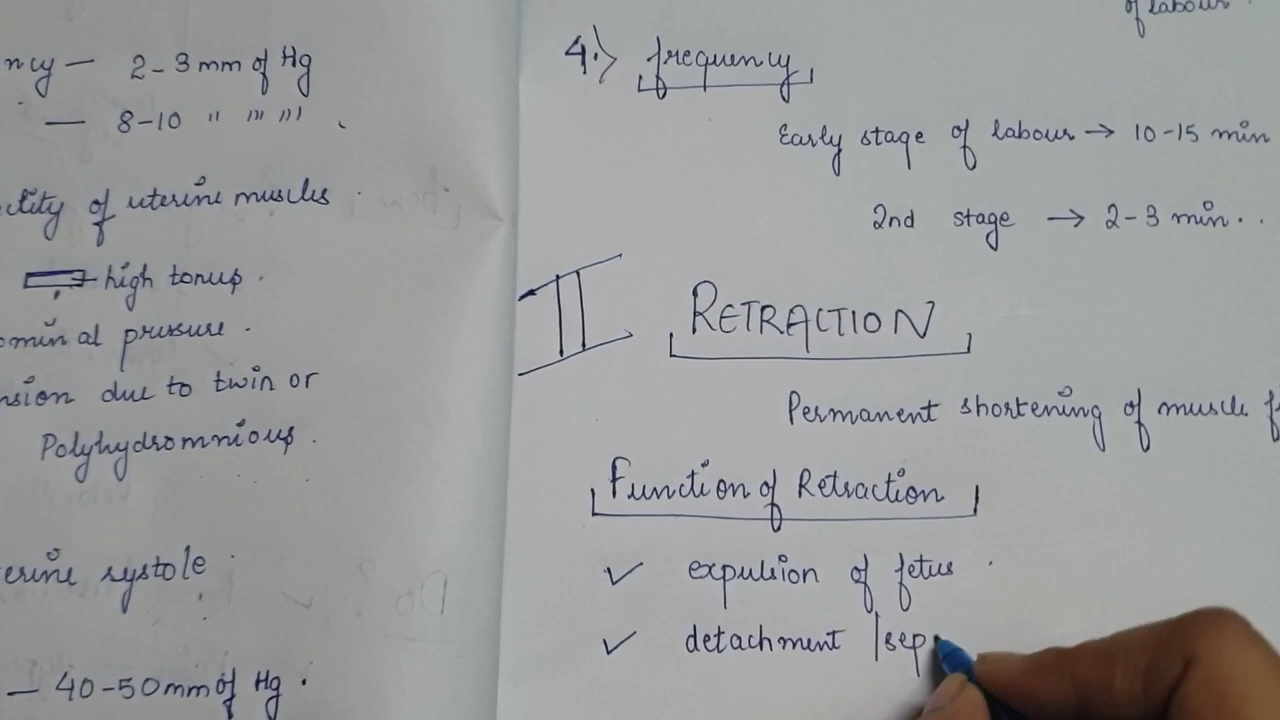 ncy — 2-3 mm of Hg
— 8-10 " "' "'
of uterine muscles
high tonus.
ominal pressure.
nsion due to twin or
Polyhydromnious.
erine systole
— 40-50 mm of Hg.
of labour
4.) frequency
Early stage of labour → 10-15 min
2nd stage → 2-3 min..
II RETRACTION
Permanent shortening of muscle f
Function of Retraction
✓ expulsion of fetus.
✓ detachment /sep